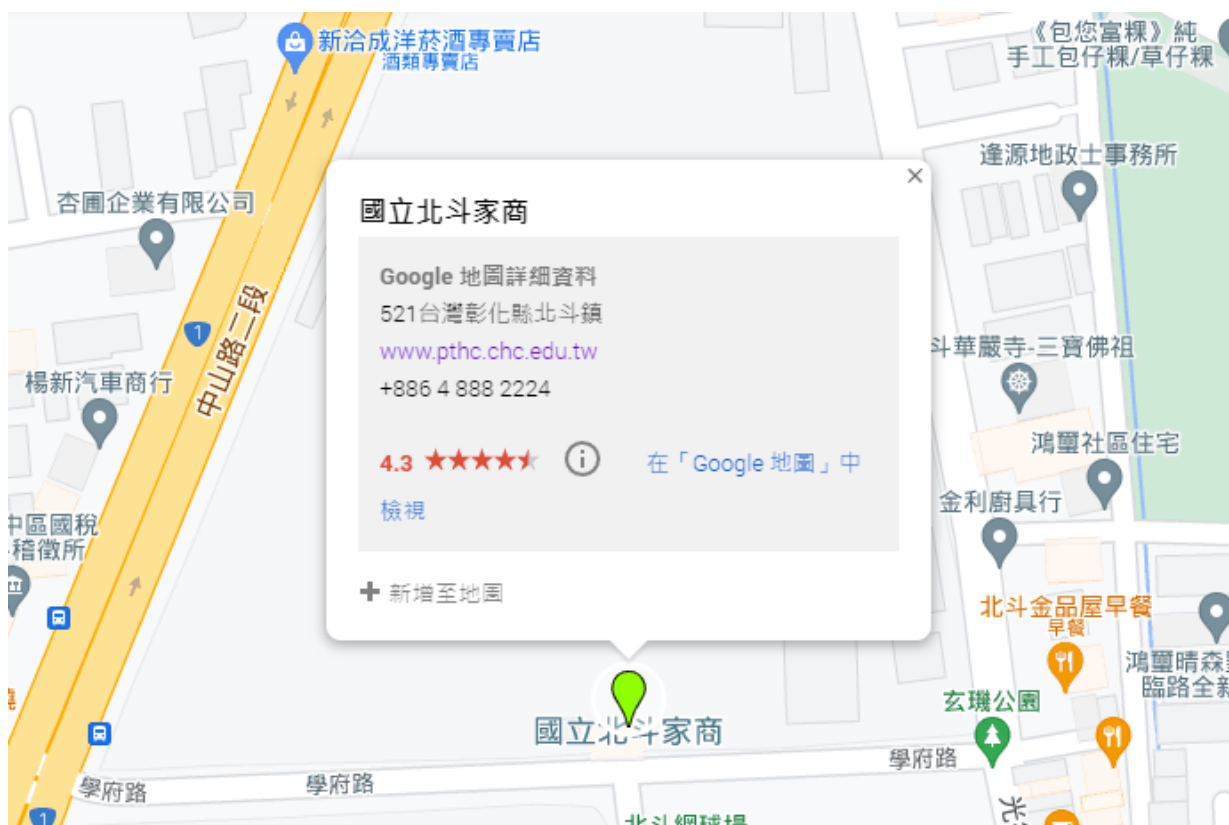 新洽成洋菸酒專賣店
酒類專賣店
《包您富粿》純
手工包仔粿/草仔粿
逢源地政士事務所
杏圃企業有限公司
國立北斗家商
Google 地圖詳細資料
521台灣彰化縣北斗鎮
www.pthc.chc.edu.tw
+886 4 888 2224
4.3
在「Google 地圖」中
檢視
新增至地圖
1
中山路二段
楊新汽車商行
斗華嚴寺-三寶佛祖
鴻璽社區住宅
金利廚具行
中區國稅
稽徵所
北斗金品屋早餐
早餐
鴻璽晴森
臨路全新
玄璣公園
國立北斗家商
學府路
學府路
學府路
1
北斗網球場